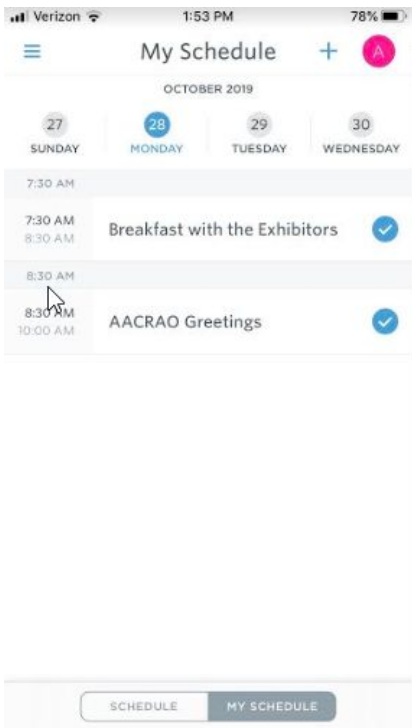 Verizon 1:53 PM 78%
My Schedule + A
OCTOBER 2019
27 28 29 30
SUNDAY MONDAY TUESDAY WEDNESDAY
7:30 AM
7:30 AM
8:30 AM
Breakfast with the Exhibitors
8:30 AM
8:30 AM
10:00 AM
AACRAO Greetings
SCHEDULE MY SCHEDULE